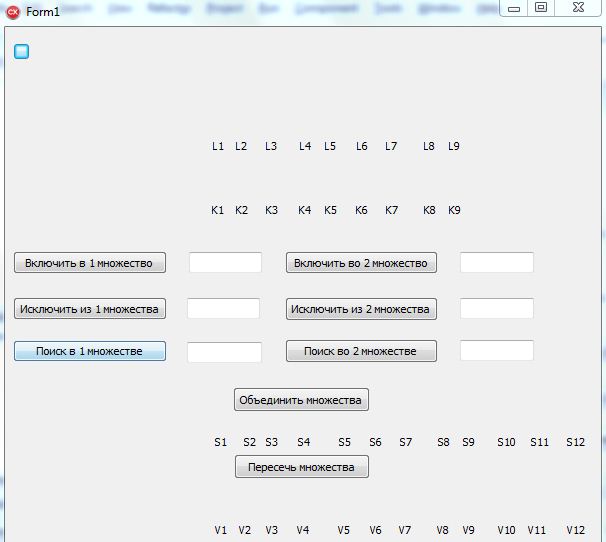 Form1
L1 L2 L3 L4 L5 L6 L7 L8 L9
K1 K2 K3 K4 K5 K6 K7 K8 K9
Включить в 1 множество Включить во 2 множество
Исключить из 1 множества Исключить из 2 множества
Поиск в 1 множестве Поиск во 2 множестве
Объединить множества
S1 S2 S3 S4 S5 S6 S7 S8 S9 S10 S11 S12
Пересечь множества
V1 V2 V3 V4 V5 V6 V7 V8 V9 V10 V11 V12